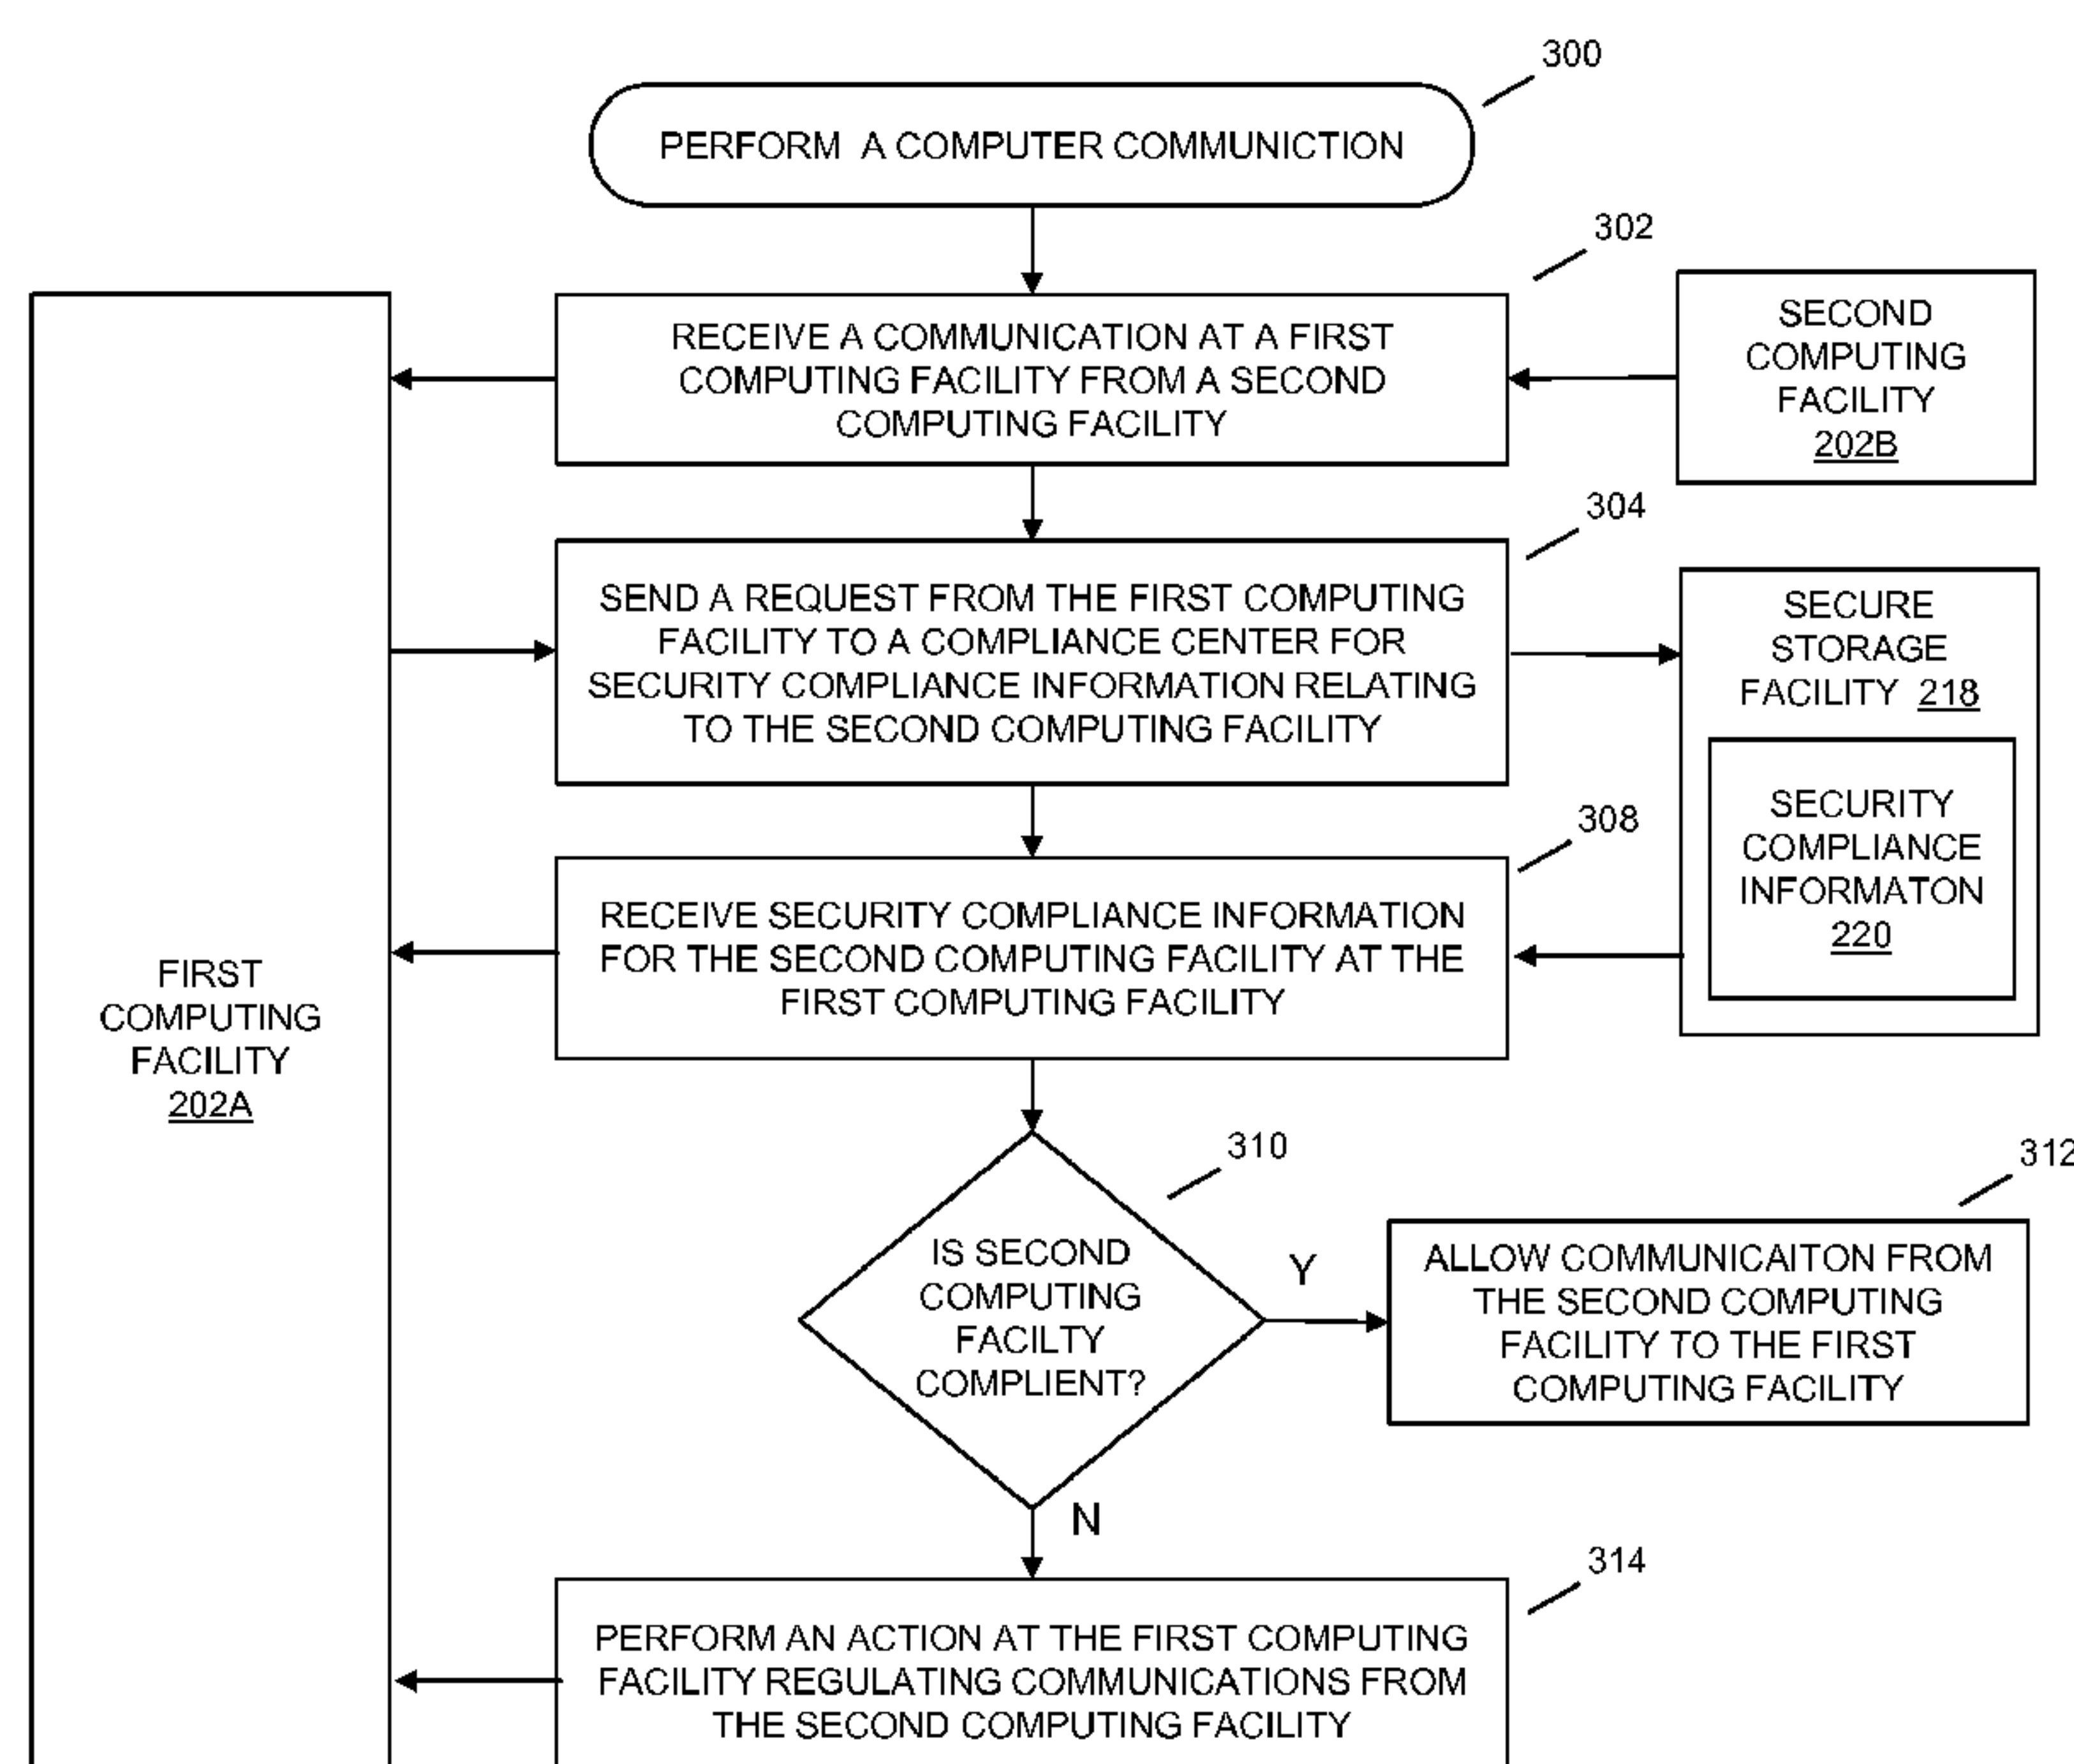 300
PERFORM A COMPUTER COMMUNICTION
302
RECEIVE A COMMUNICATION AT A FIRST
COMPUTING FACILITY FROM A SECOND
COMPUTING FACILITY
SECOND
COMPUTING
FACILITY
202B
304
SEND A REQUEST FROM THE FIRST COMPUTING
FACILITY TO A COMPLIANCE CENTER FOR
SECURITY COMPLIANCE INFORMATION RELATING
TO THE SECOND COMPUTING FACILITY
SECURE
STORAGE
FACILITY 218
SECURITY
COMPLIANCE
INFORMATON
220
308
RECEIVE SECURITY COMPLIANCE INFORMATION
FOR THE SECOND COMPUTING FACILITY AT THE
FIRST COMPUTING FACILITY
FIRST
COMPUTING
FACILITY
202A
310
IS SECOND
COMPUTING
FACILTY
COMPLIENT?
Y
312
ALLOW COMMUNICAITON FROM
THE SECOND COMPUTING
FACILITY TO THE FIRST
COMPUTING FACILITY
N
314
PERFORM AN ACTION AT THE FIRST COMPUTING
FACILITY REGULATING COMMUNICATIONS FROM
THE SECOND COMPUTING FACILITY